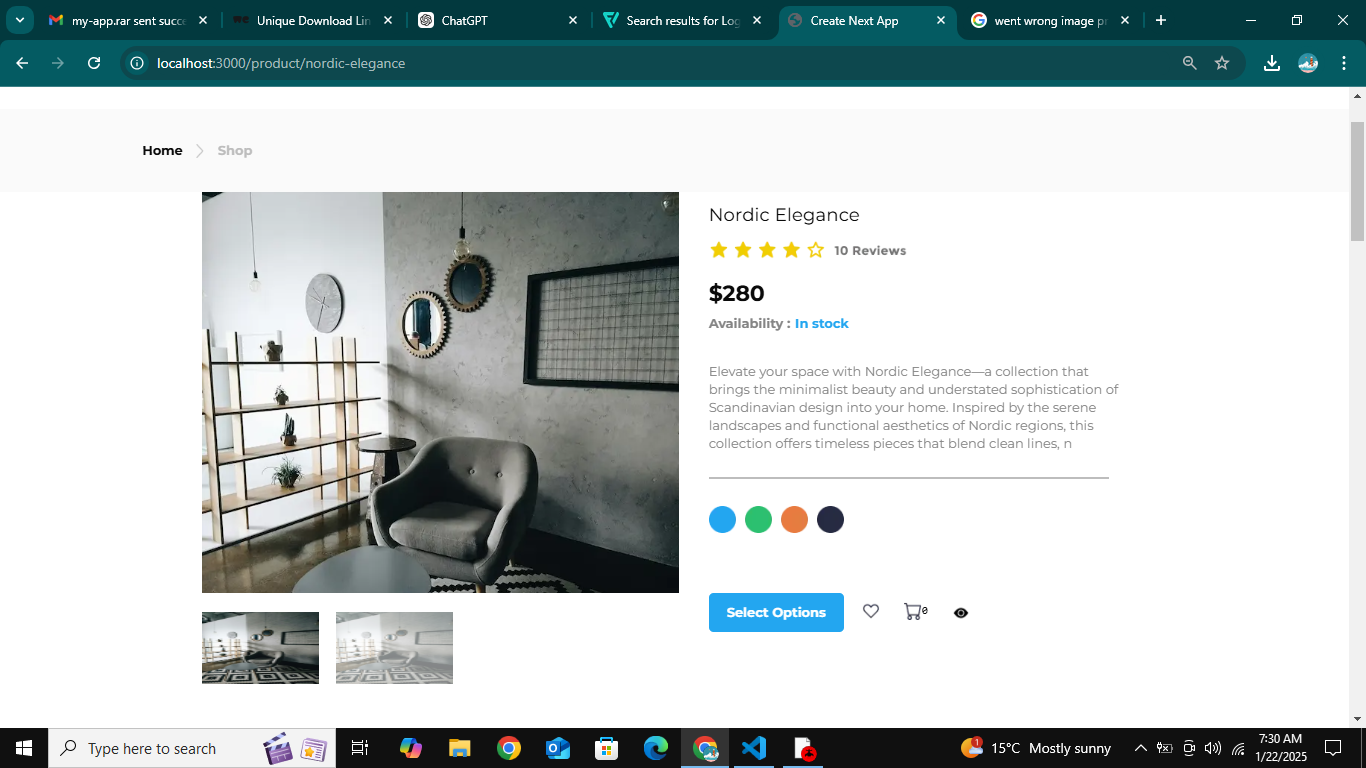 my-app.rar sent succe
Unique Download Lin
ChatGPT
Search results for Log
Create Next App
went wrong image pr
localhost:3000/product/nordic-elegance
Home
Shop
Nordic Elegance
10 Reviews
$280
Availability : In stock
Elevate your space with Nordic Elegance—a collection that
brings the minimalist beauty and understated sophistication of
Scandinavian design into your home. Inspired by the serene
landscapes and functional aesthetics of Nordic regions, this
collection offers timeless pieces that blend clean lines, n
Select Options
0
Type here to search
1
15°C Mostly sunny
7:30 AM
1/22/2025